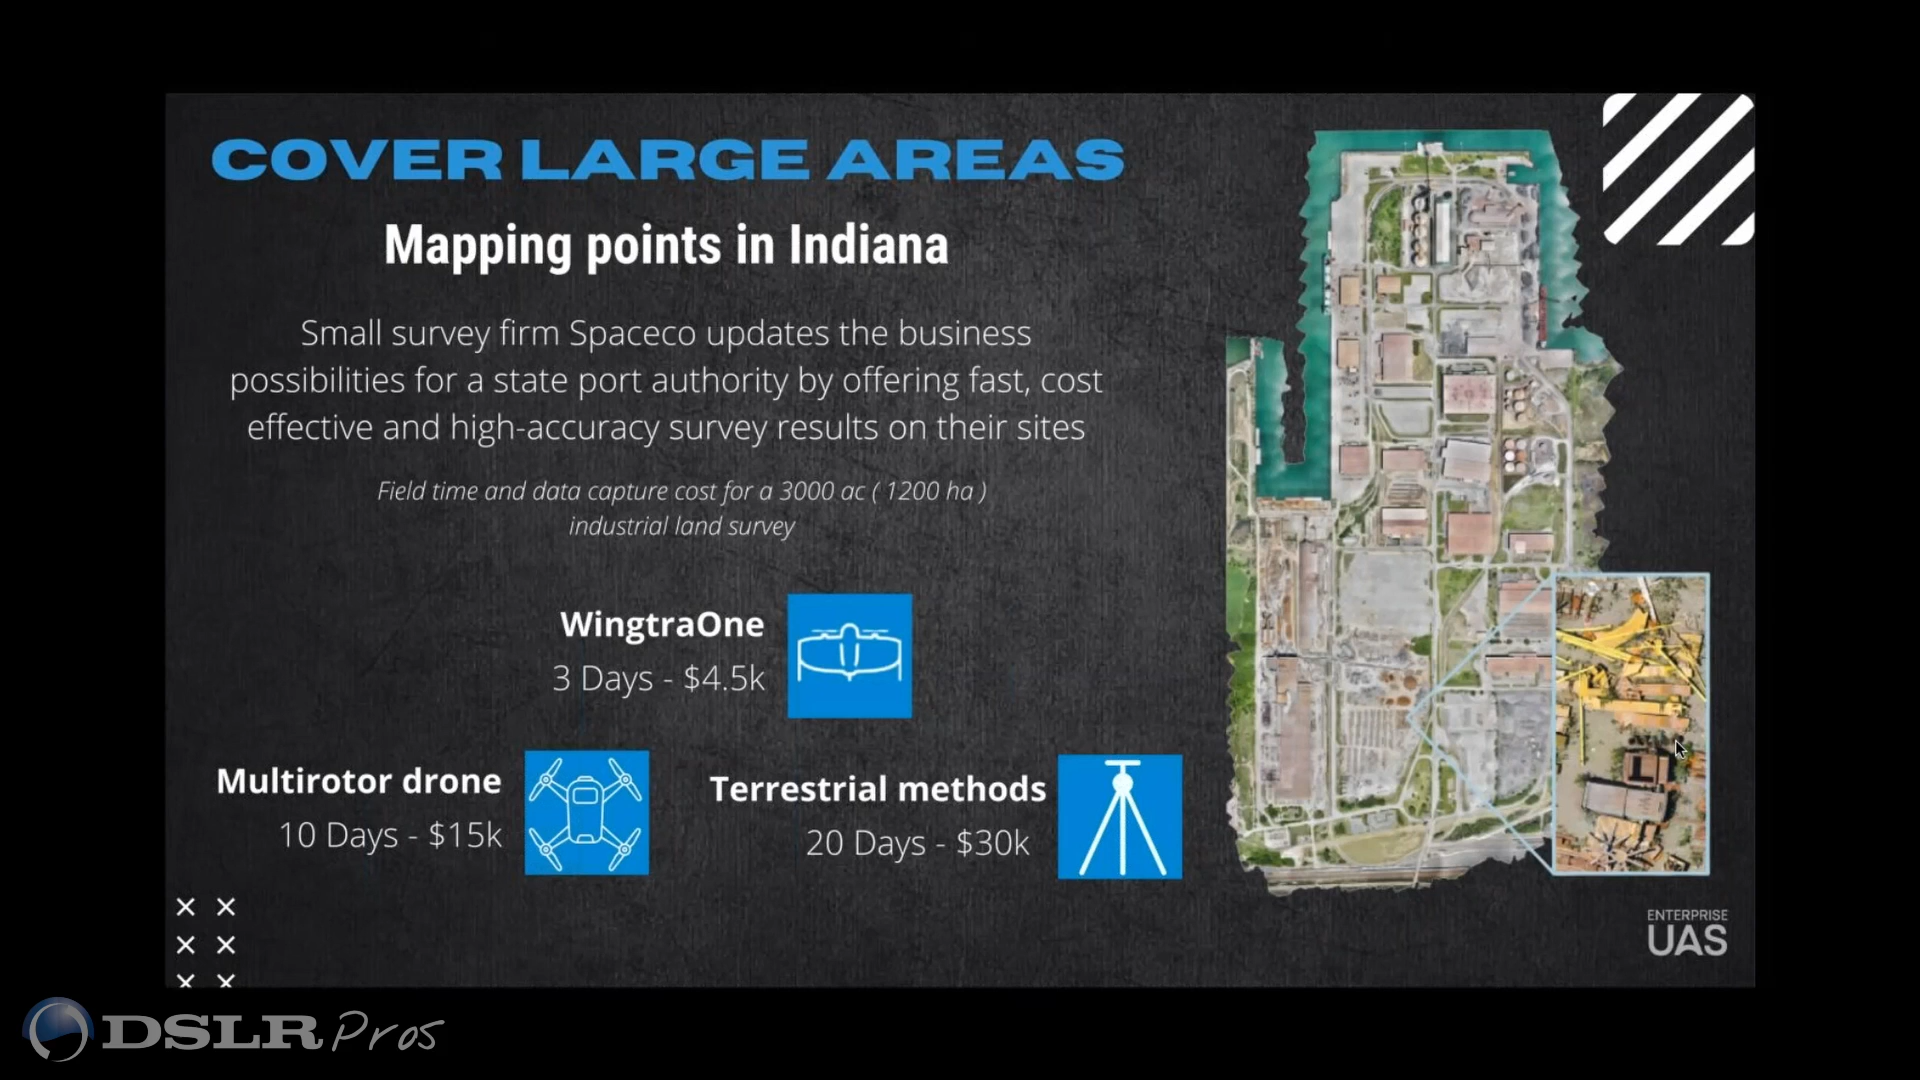 COVER LARGE AREAS
Mapping points in Indiana
Small survey firm Spaceco updates the business
possibilities for a state port authority by offering fast, cost
effective and high-accuracy survey results on their sites
Field time and data capture cost for a 3000 ac ( 1200 ha )
industrial land survey
WingtraOne
3 Days - $4.5k
Multirotor drone
10 Days - $15k
Terrestrial methods
20 Days - $30k
ENTERPRISE
UAS
DSLRPros